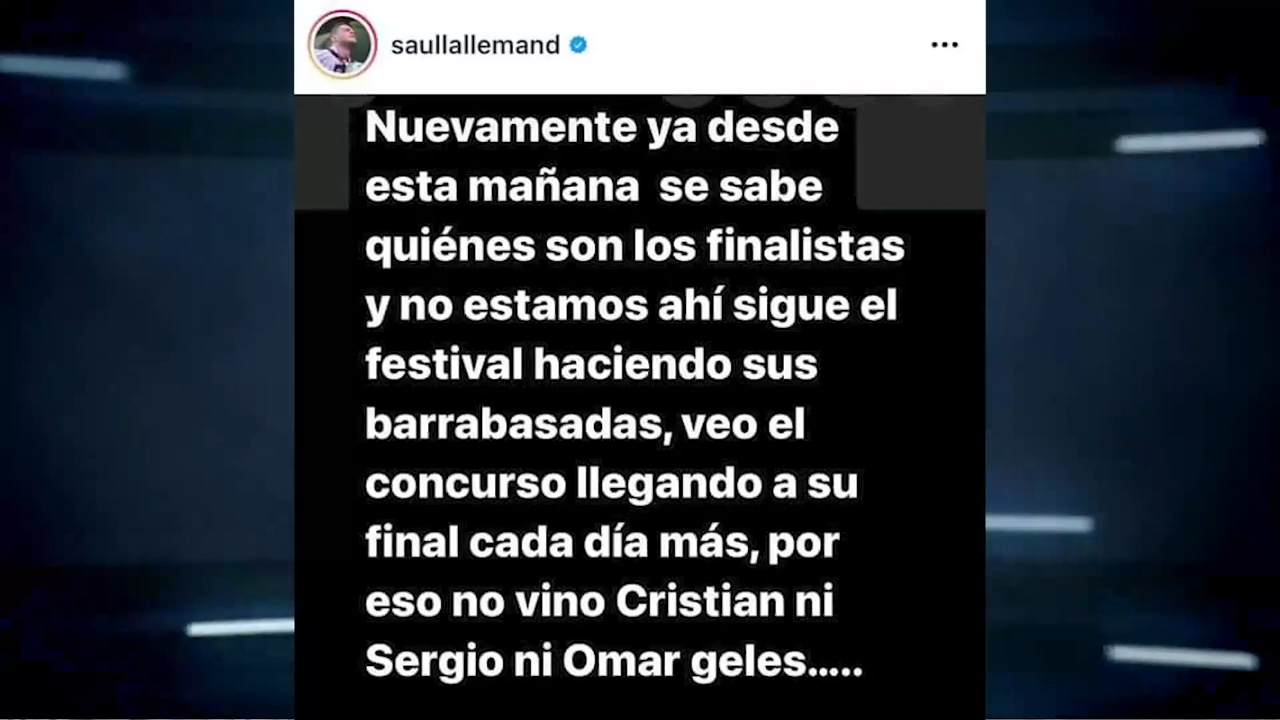 saullallemand
Nuevamente ya desde
esta mañana se sabe
quiénes son los finalistas
y no estamos ahí sigue el
festival haciendo sus
barrabasadas, veo el
concurso llegando a su
final cada día más, por
eso no vino Cristian ni
Sergio ni Omar geles.....